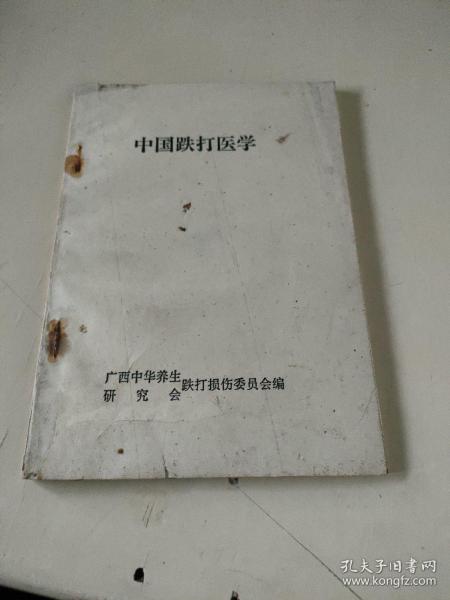 中国跌打医学
广西中华养生
研究会
跌打损伤委员会编
孔夫子旧书网
www.kongfz.com